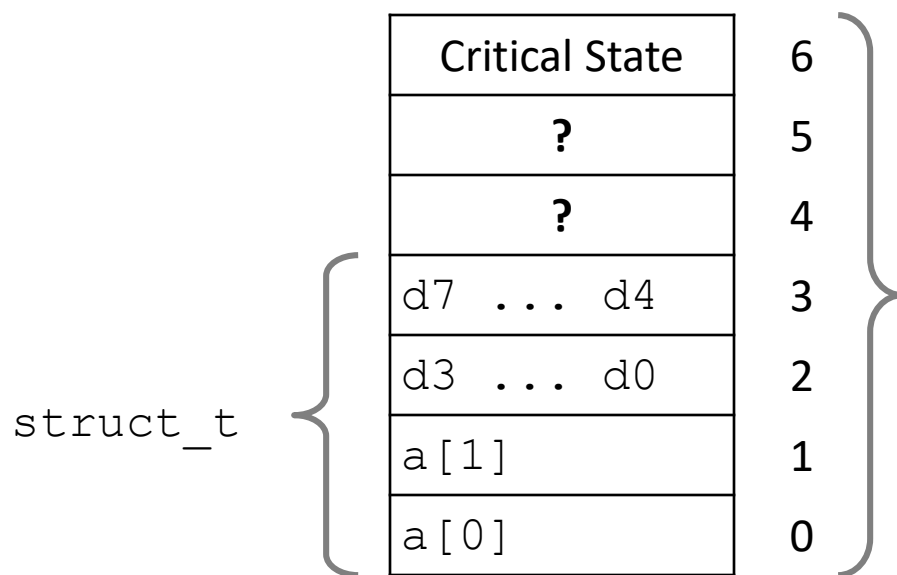 Critical State 6
? 5
? 4
d7 ... d4 3
d3 ... d0 2
struct_t
a[1] 1
a[0] 0